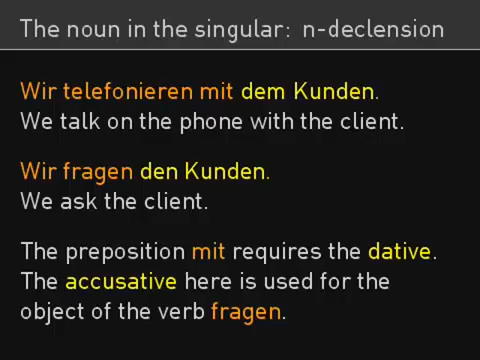 The noun in the singular: n-declension
Wir telefonieren mit dem Kunden.
We talk on the phone with the client.
Wir fragen den Kunden.
We ask the client.
The preposition mit requires the dative.
The accusative here is used for the
object of the verb fragen.